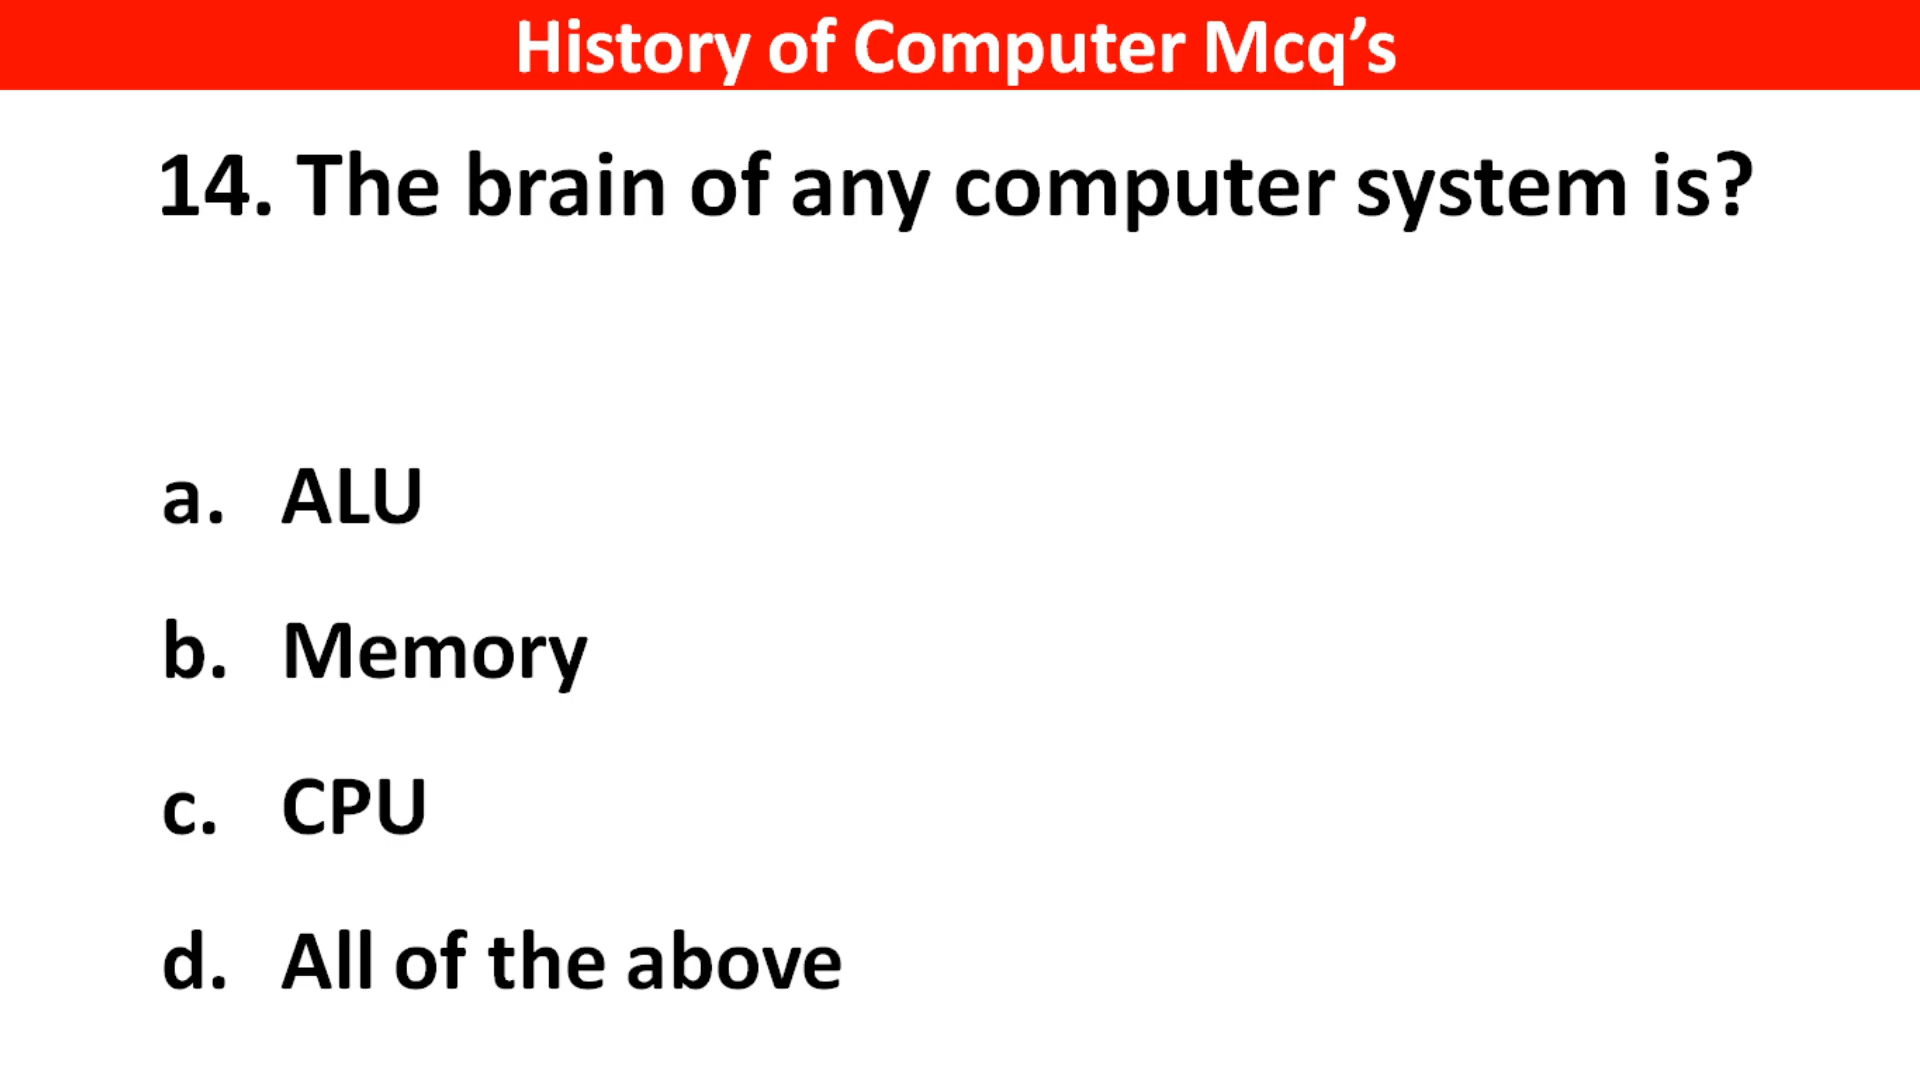 History of Computer Mcq’s
14. The brain of any computer system is?
a. ALU
b. Memory
c. CPU
d. All of the above